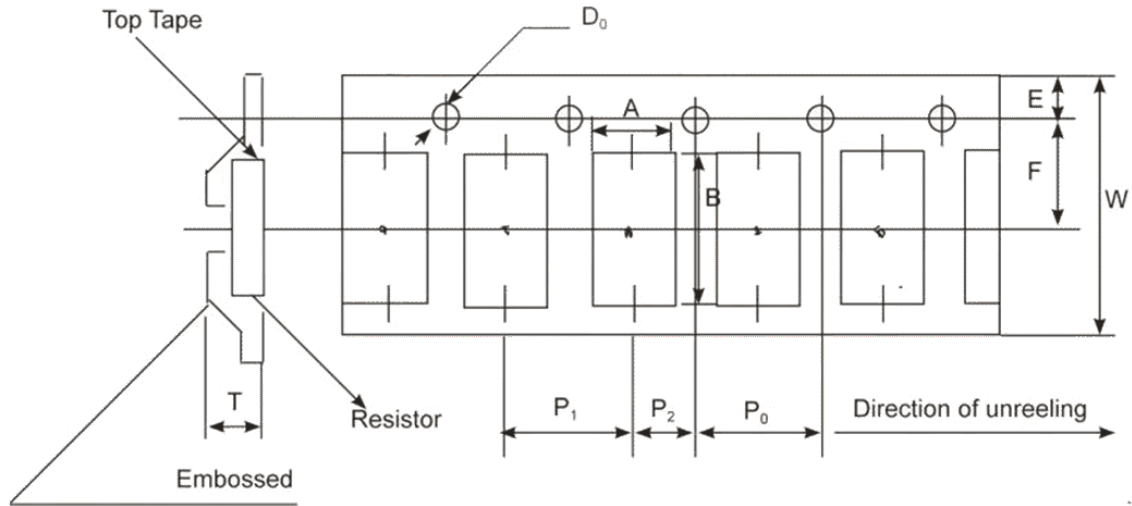 Top Tape
D₀
A
E
F
W
B
T
Resistor
P₁
P₂
P₀
Direction of unreeling
Embossed